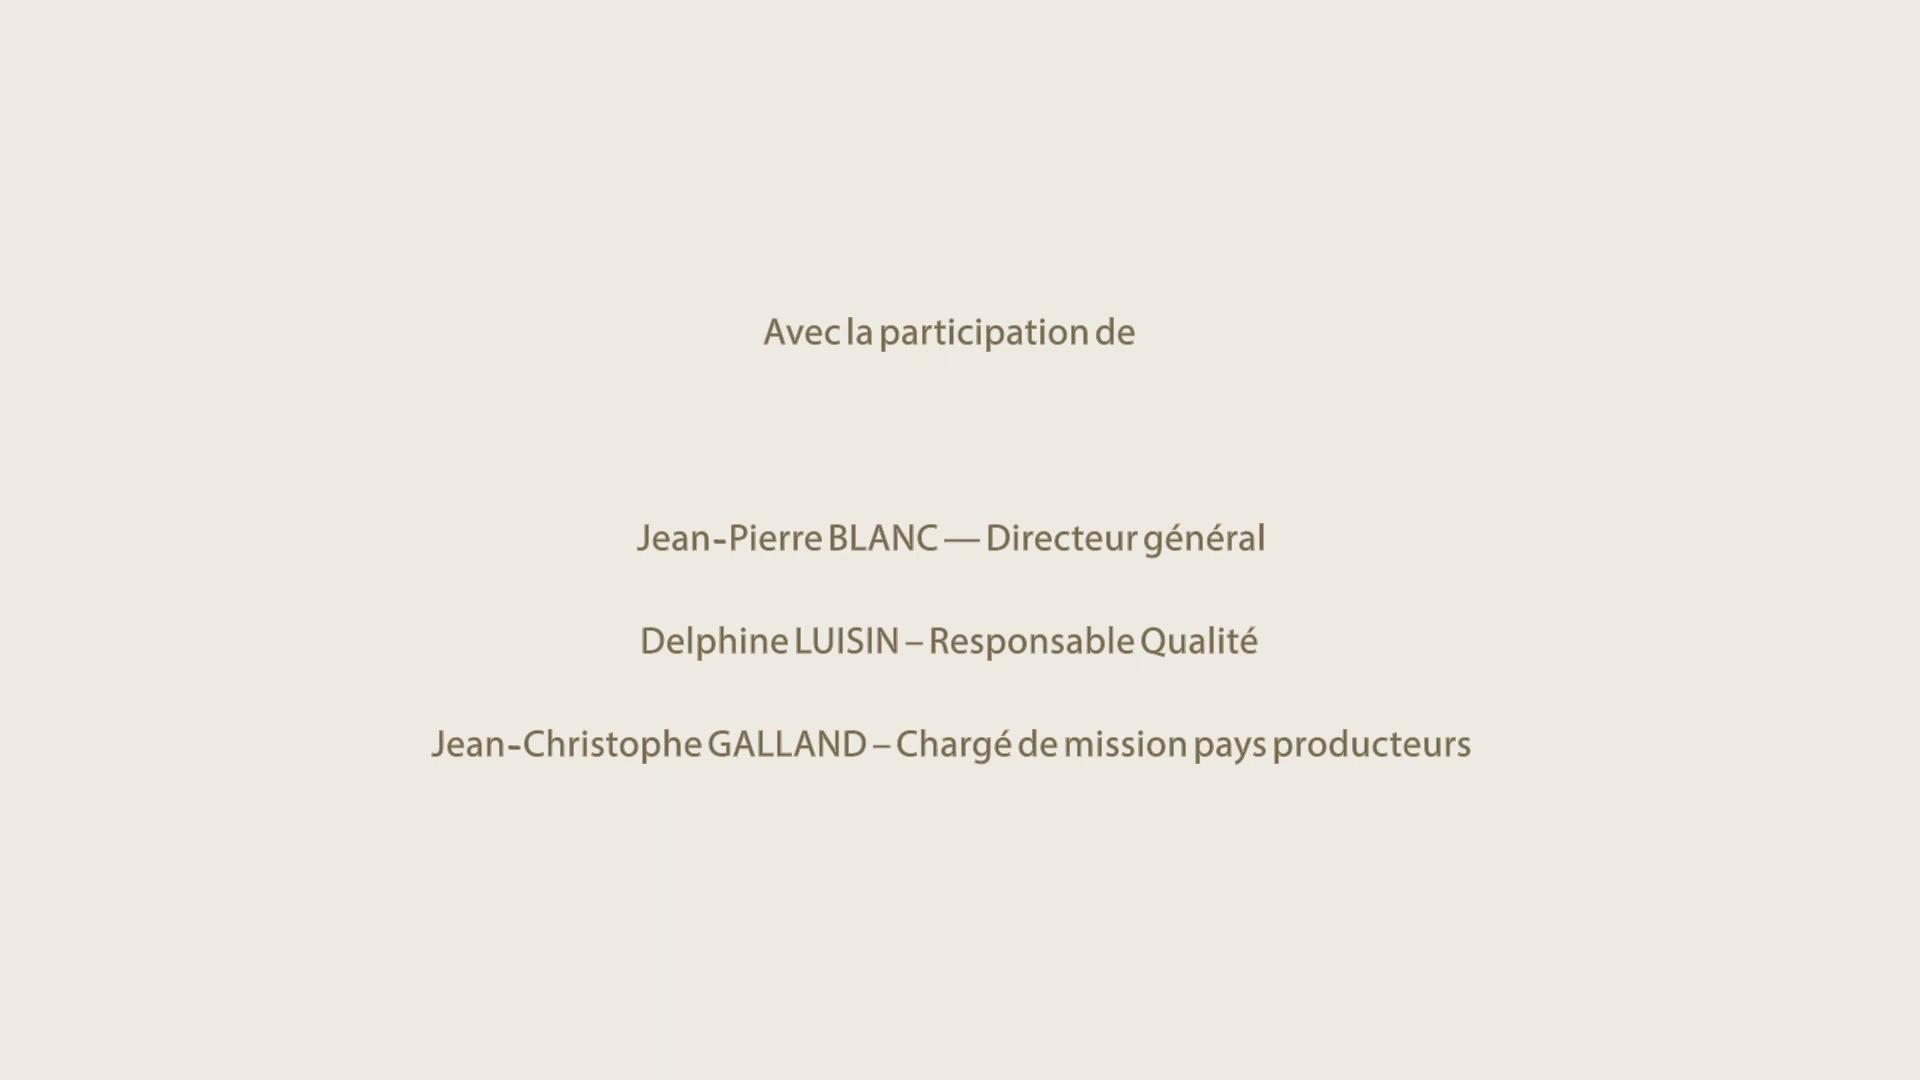 Avec la participation de
Jean-Pierre BLANC — Directeur général
Delphine LUISIN – Responsable Qualité
Jean-Christophe GALLAND – Chargé de mission pays producteurs